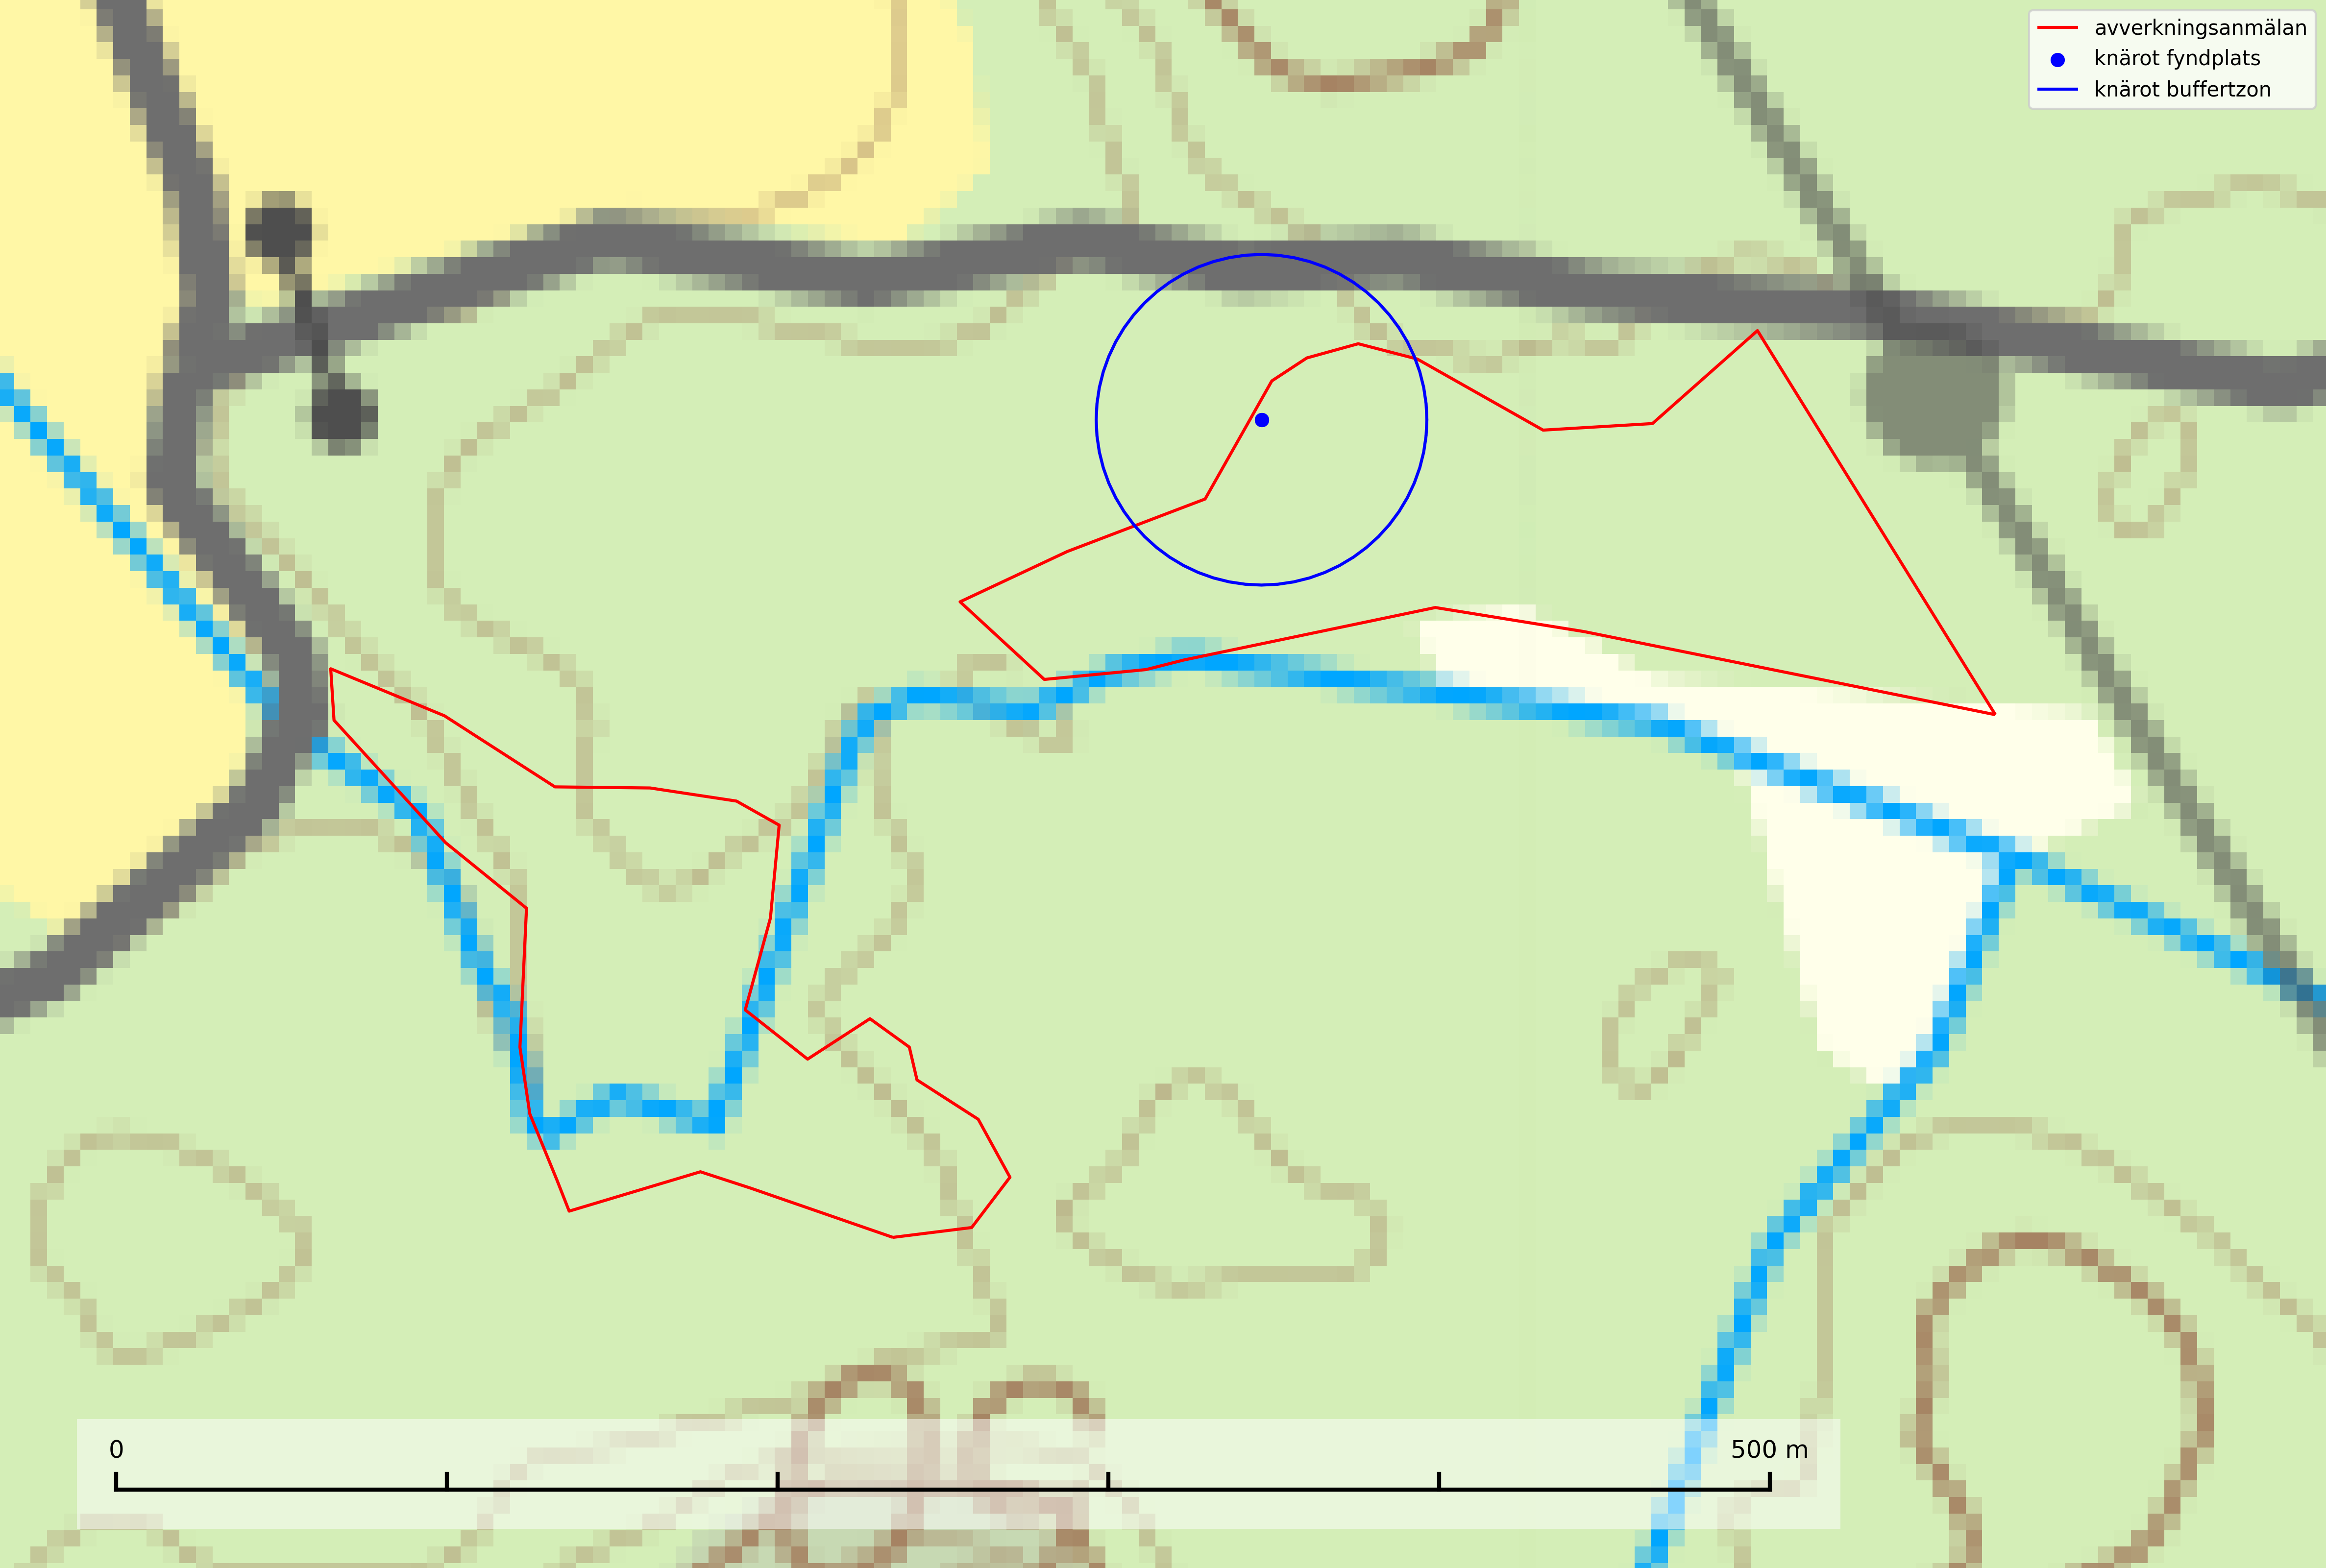 avverkningsanmälan
knärot fyndplats
knärot buffertzon
0
500 m